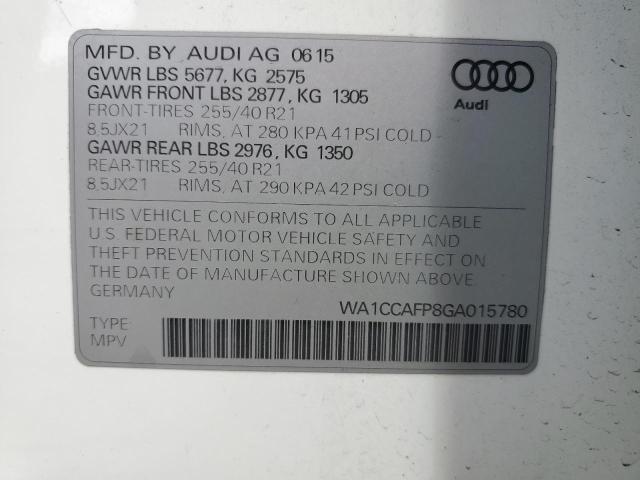 MFD. BY AUDI AG 06 15
GVWR LBS 5677, KG 2575
GAWR FRONT LBS 2877, KG 1305
FRONT-TIRES 255/40 R21
8,5JX21 RIMS, AT 280 KPA 41 PSI COLD
GAWR REAR LBS 2976, KG 1350
REAR-TIRES 255/40 R21
8,5JX21 RIMS, AT 290 KPA 42 PSI COLD
Audi
THIS VEHICLE CONFORMS TO ALL APPLICABLE
U.S. FEDERAL MOTOR VEHICLE SAFETY AND
THEFT PREVENTION STANDARDS IN EFFECT ON
THE DATE OF MANUFACTURE SHOWN ABOVE.
GERMANY
WA1CCAFP8GA015780
TYPE:
MPV